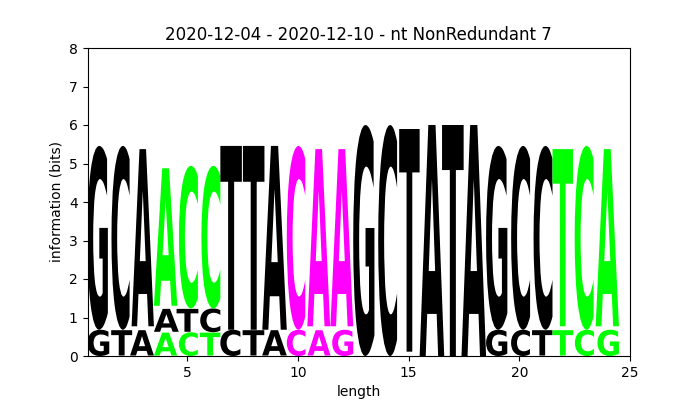 2020-12-04 - 2020-12-10 - nt NonRedundant 7
8
7
6
5
4
3
2
1
0
information (bits)
GCAACCTTACAAGCTATAGCCTCA
ATC
GTAACTCTACAGGCTTCG
5
10
15
20
25
length